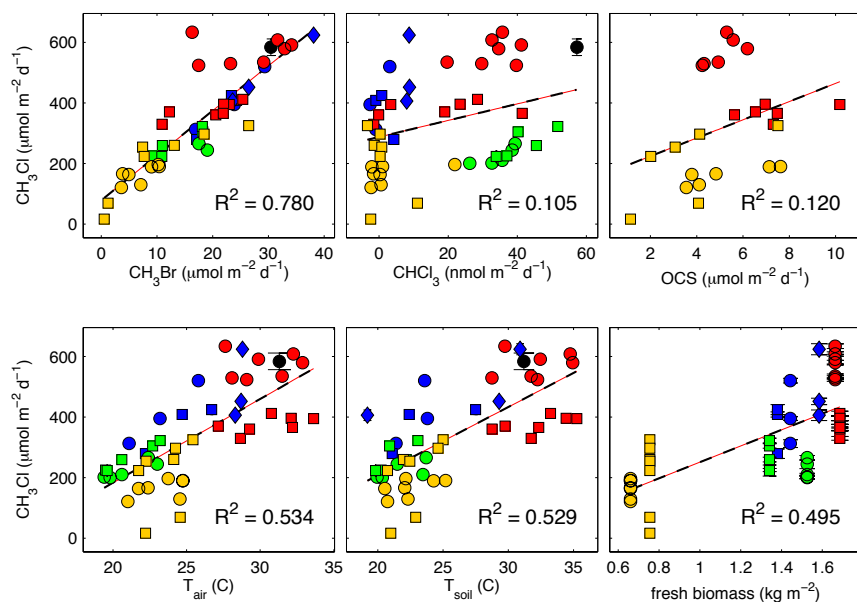 CH₃Cl (μmol m⁻² d⁻¹)
600
400
200
0
R² = 0.780
0 10 20 30 40
CH₃Br (μmol m⁻² d⁻¹)
R² = 0.105
0 20 40 60
CHCl₃ (nmol m⁻² d⁻¹)
R² = 0.120
2 4 6 8 10
OCS (μmol m⁻² d⁻¹)
CH₃Cl (μmol m⁻² d⁻¹)
600
400
200
0
R² = 0.534
20 25 30 35
T_air (C)
R² = 0.529
20 25 30 35
T_soil (C)
R² = 0.495
0.6 0.8 1 1.2 1.4 1.6
fresh biomass (kg m⁻²)